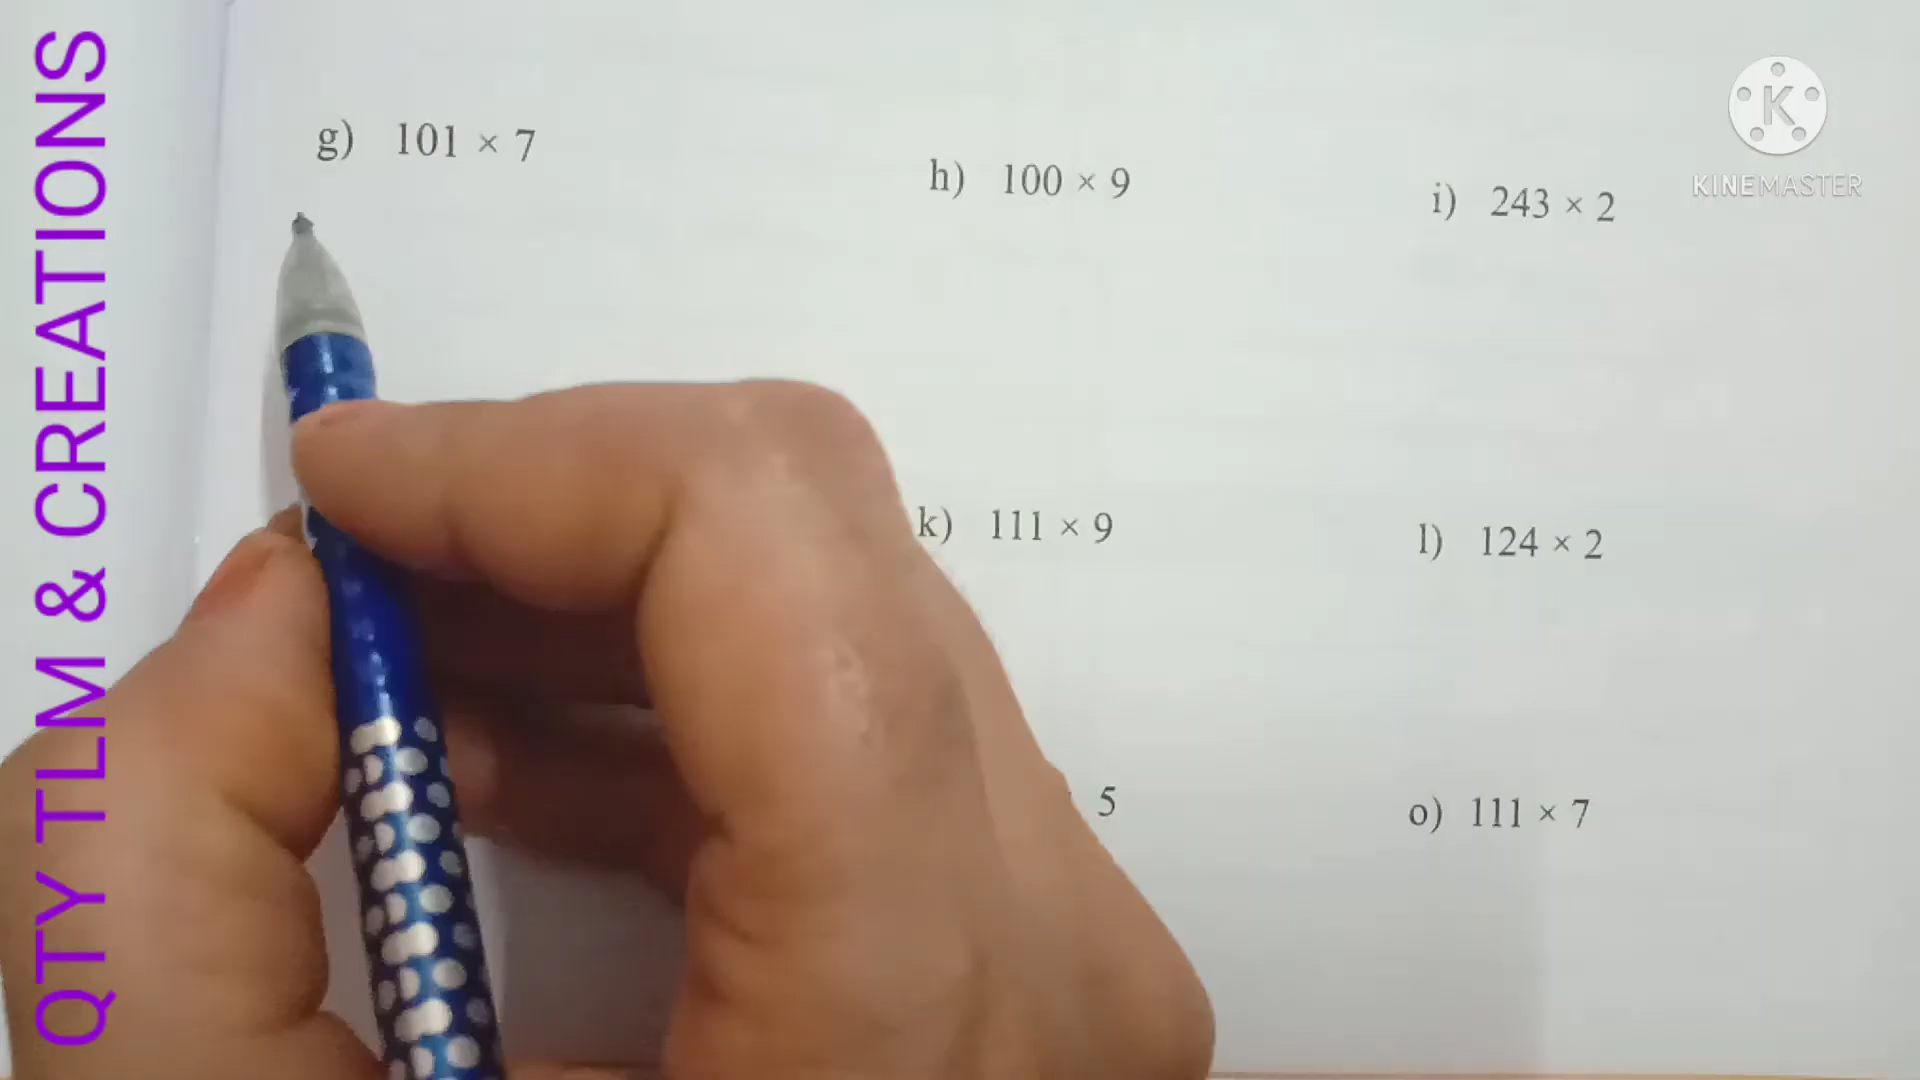 QTY TLM & CREATIONS
K
KINEMASTER
g) 101 × 7
h) 100 × 9
i) 243 × 2
k) 111 × 9
l) 124 × 2
5
o) 111 × 7